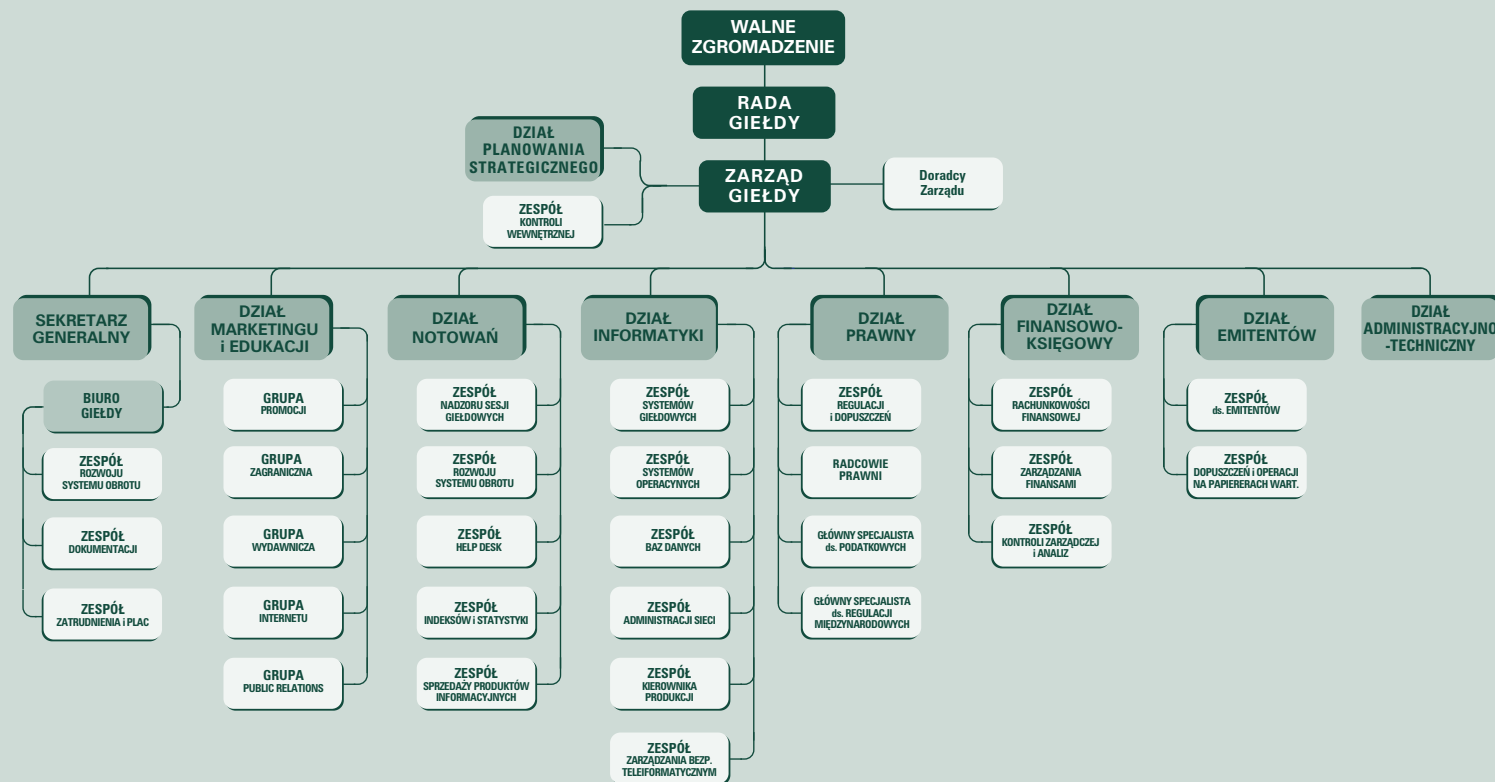 WALNE
ZGROMADZENIE
RADA
GIEŁDY
DZIAŁ
PLANOWANIA
STRATEGICZNEGO
ZARZĄD
GIEŁDY
Doradcy
Zarządu
ZESPÓŁ
KONTROLI
WEWNĘTRZNEJ
SEKRETARZ
GENERALNY
DZIAŁ
MARKETINGU
i EDUKACJI
DZIAŁ
NOTOWAŃ
DZIAŁ
INFORMATYKI
DZIAŁ
PRAWNY
DZIAŁ
FINANSOWO-
KSIĘGOWY
DZIAŁ
EMITENTÓW
DZIAŁ
ADMINISTRACYJNO
-TECHNICZNY
BIURO
GIEŁDY
ZESPÓŁ
ROZWOJU
SYSTEMU OBROTU
ZESPÓŁ
DOKUMENTACJI
ZESPÓŁ
ZATRUDNIENIA i PLAC
GRUPA
PROMOCJI
GRUPA
ZAGRANICZNA
GRUPA
WYDAWNICZA
GRUPA
INTERNETU
GRUPA
PUBLIC RELATIONS
ZESPÓŁ
NADZORU SESJI
GIEŁDOWYCH
ZESPÓŁ
ROZWOJU
SYSTEMU OBROTU
ZESPÓŁ
HELP DESK
ZESPÓŁ
INDEKSÓW i STATYSTYKI
ZESPÓŁ
SPRZEDAŻY PRODUKTÓW
INFORMACYJNYCH
ZESPÓŁ
SYSTEMÓW
GIEŁDOWYCH
ZESPÓŁ
SYSTEMÓW
OPERACYNYCH
ZESPÓŁ
BAZ DANYCH
ZESPÓŁ
ADMINISTRACJI SIECI
ZESPÓŁ
KIEROWNIKA
PRODUKCJI
ZESPÓŁ
ZARZĄDZANIA BEZP.
TELEIFORMATYCZNYM
ZESPÓŁ
REGULACJI
i DOPUSZCZEŃ
RADCOWIE
PRAWNI
GŁÓWNY SPECJALISTA
ds. PODATKOWYCH
GŁÓWNY SPECJALISTA
ds. REGULACJI
MIĘDZYNARODOWYCH
ZESPÓŁ
RACHUNKOWOŚCI
FINANSOWEJ
ZESPÓŁ
ZARZĄDZANIA
FINANSAMI
ZESPÓŁ
KONTROLI ZARZĄDCZEJ
i ANALIZ
ZESPÓŁ
ds. EMITENTÓW
ZESPÓŁ
DOPUSZCZEŃ i OPERACJI
NA PAPIERERACH WART.